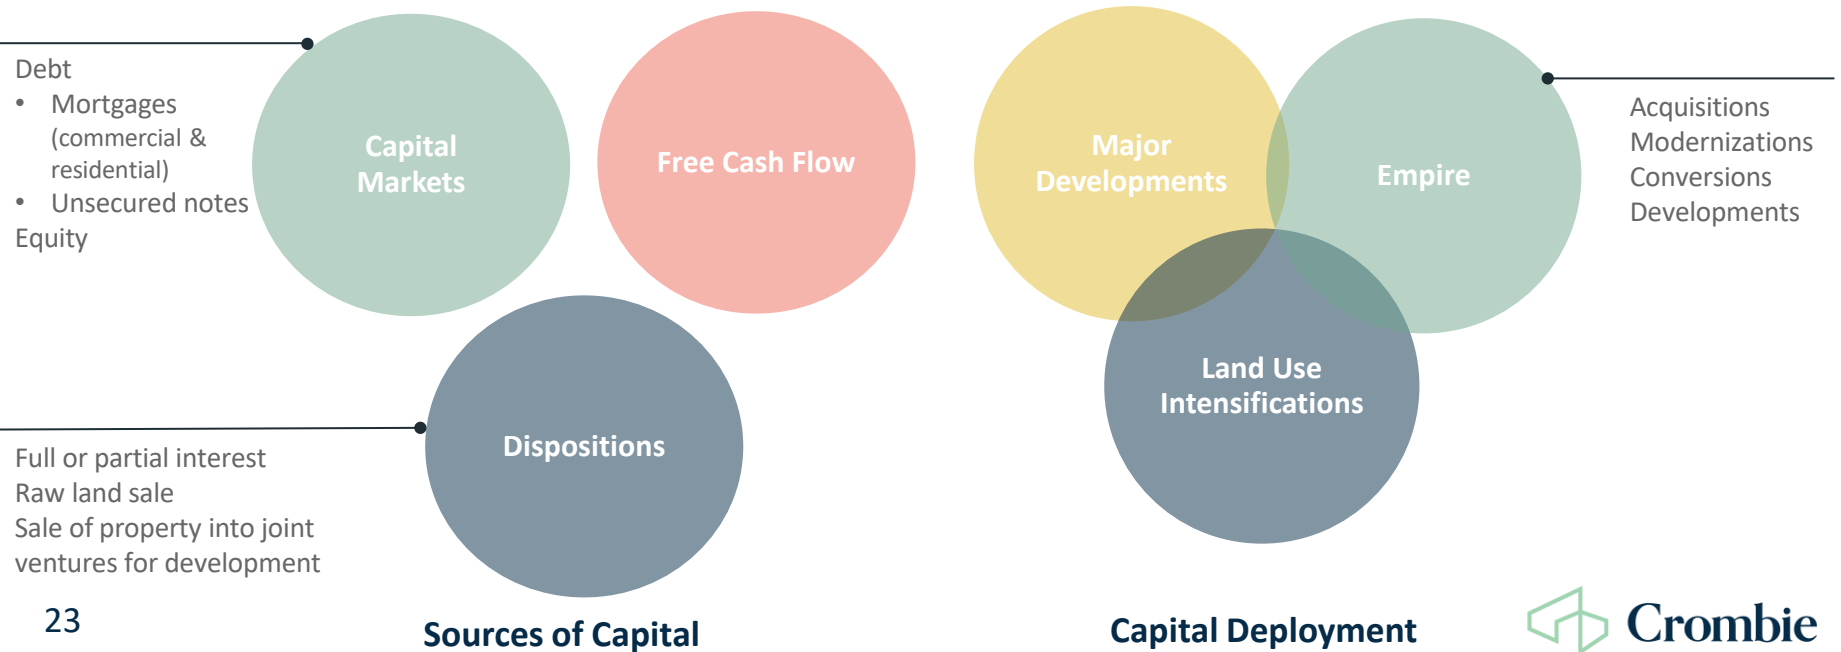 Debt
• Mortgages
(commercial &
residential)
• Unsecured notes
Equity
Capital
Markets
Free Cash Flow
Dispositions
Full or partial interest
Raw land sale
Sale of property into joint
ventures for development
Sources of Capital
Major
Developments
Empire
Land Use
Intensifications
Acquisitions
Modernizations
Conversions
Developments
Capital Deployment
23
Crombie